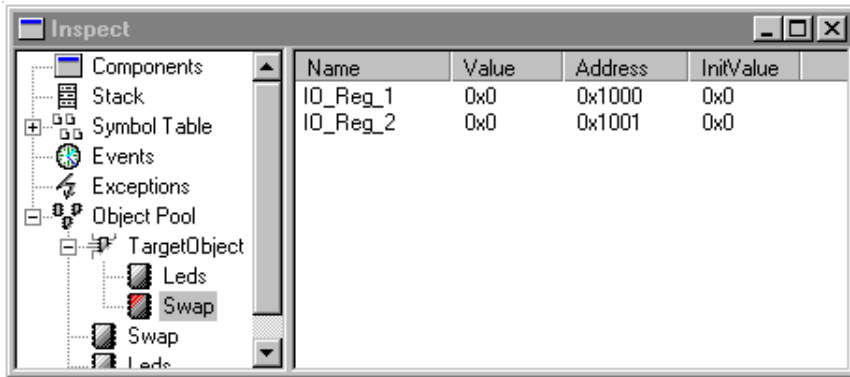 Inspect
Components
Stack
Symbol Table
Events
Exceptions
Object Pool
TargetObject
Leds
Swap
Swap
Leds
Name Value Address InitValue
IO_Reg_1 0x0 0x1000 0x0
IO_Reg_2 0x0 0x1001 0x0